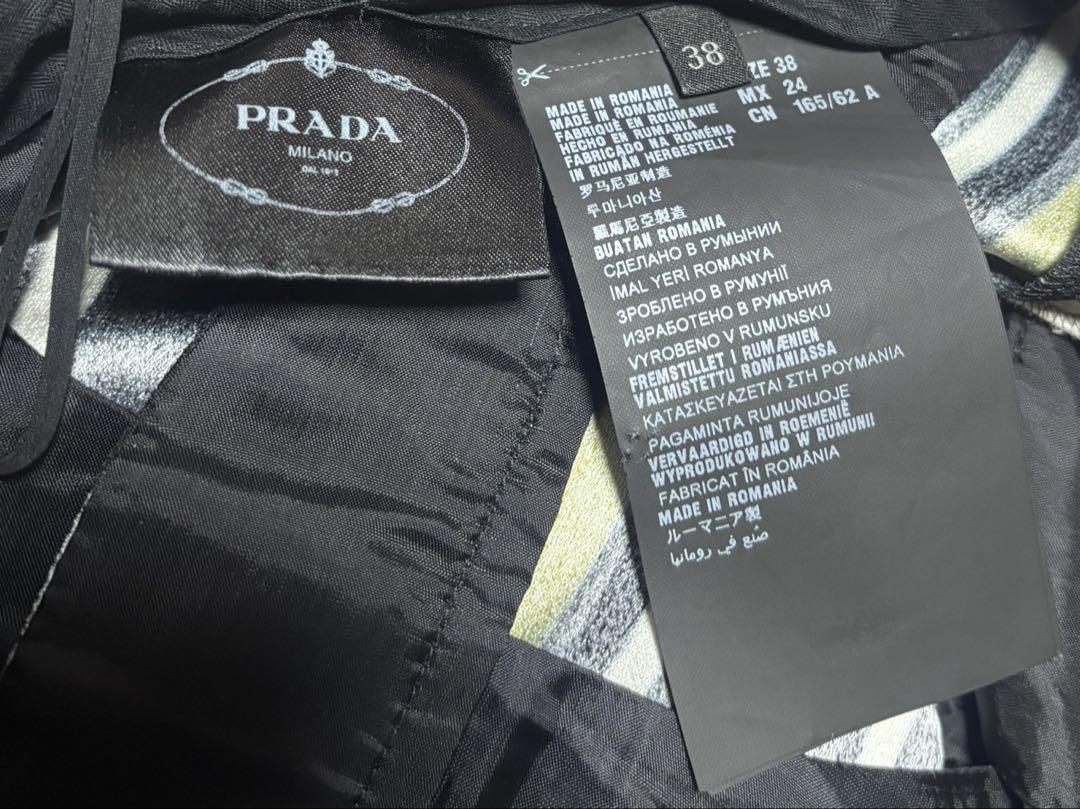 PRADA
MILANO
DAL 1913
38
ZE 38
MX 24
CN 165/62 A
MADE IN ROMANIA
MADE IN ROMANIA
FABRIQUÉ EN ROUMANIE
HECHO EN RUMANIA
FABRICADO NA ROMÉNIA
IN RUMÄN HERGESTELLT
罗马尼亚制造
루마니아산
羅馬尼亞製造
BUATAN ROMANIA
СДЕЛАНО В РУМЫНИИ
IMAL YERİ ROMANYA
ЗРОБЛЕНО В РУМУНІЇ
ИЗРАБОТЕНО В РУМЪНИЯ
VYROBENO V RUMUNSKU
FREMSTILLET I RUMÆNIEN
VALMISTETTU ROMANIASSA
ΚΑΤΑΣΚΕΥΑΖΕΤΑΙ ΣΤΗ ΡΟΥΜΑΝΙΑ
PAGAMINTA RUMUNIJOJE
VERVAARDIGD IN ROEMENIË
WYPRODUKOWANO W RUMUNII
FABRICAT ÎN ROMÂNIA
MADE IN ROMANIA
ルーマニア製
صنع في رومانيا